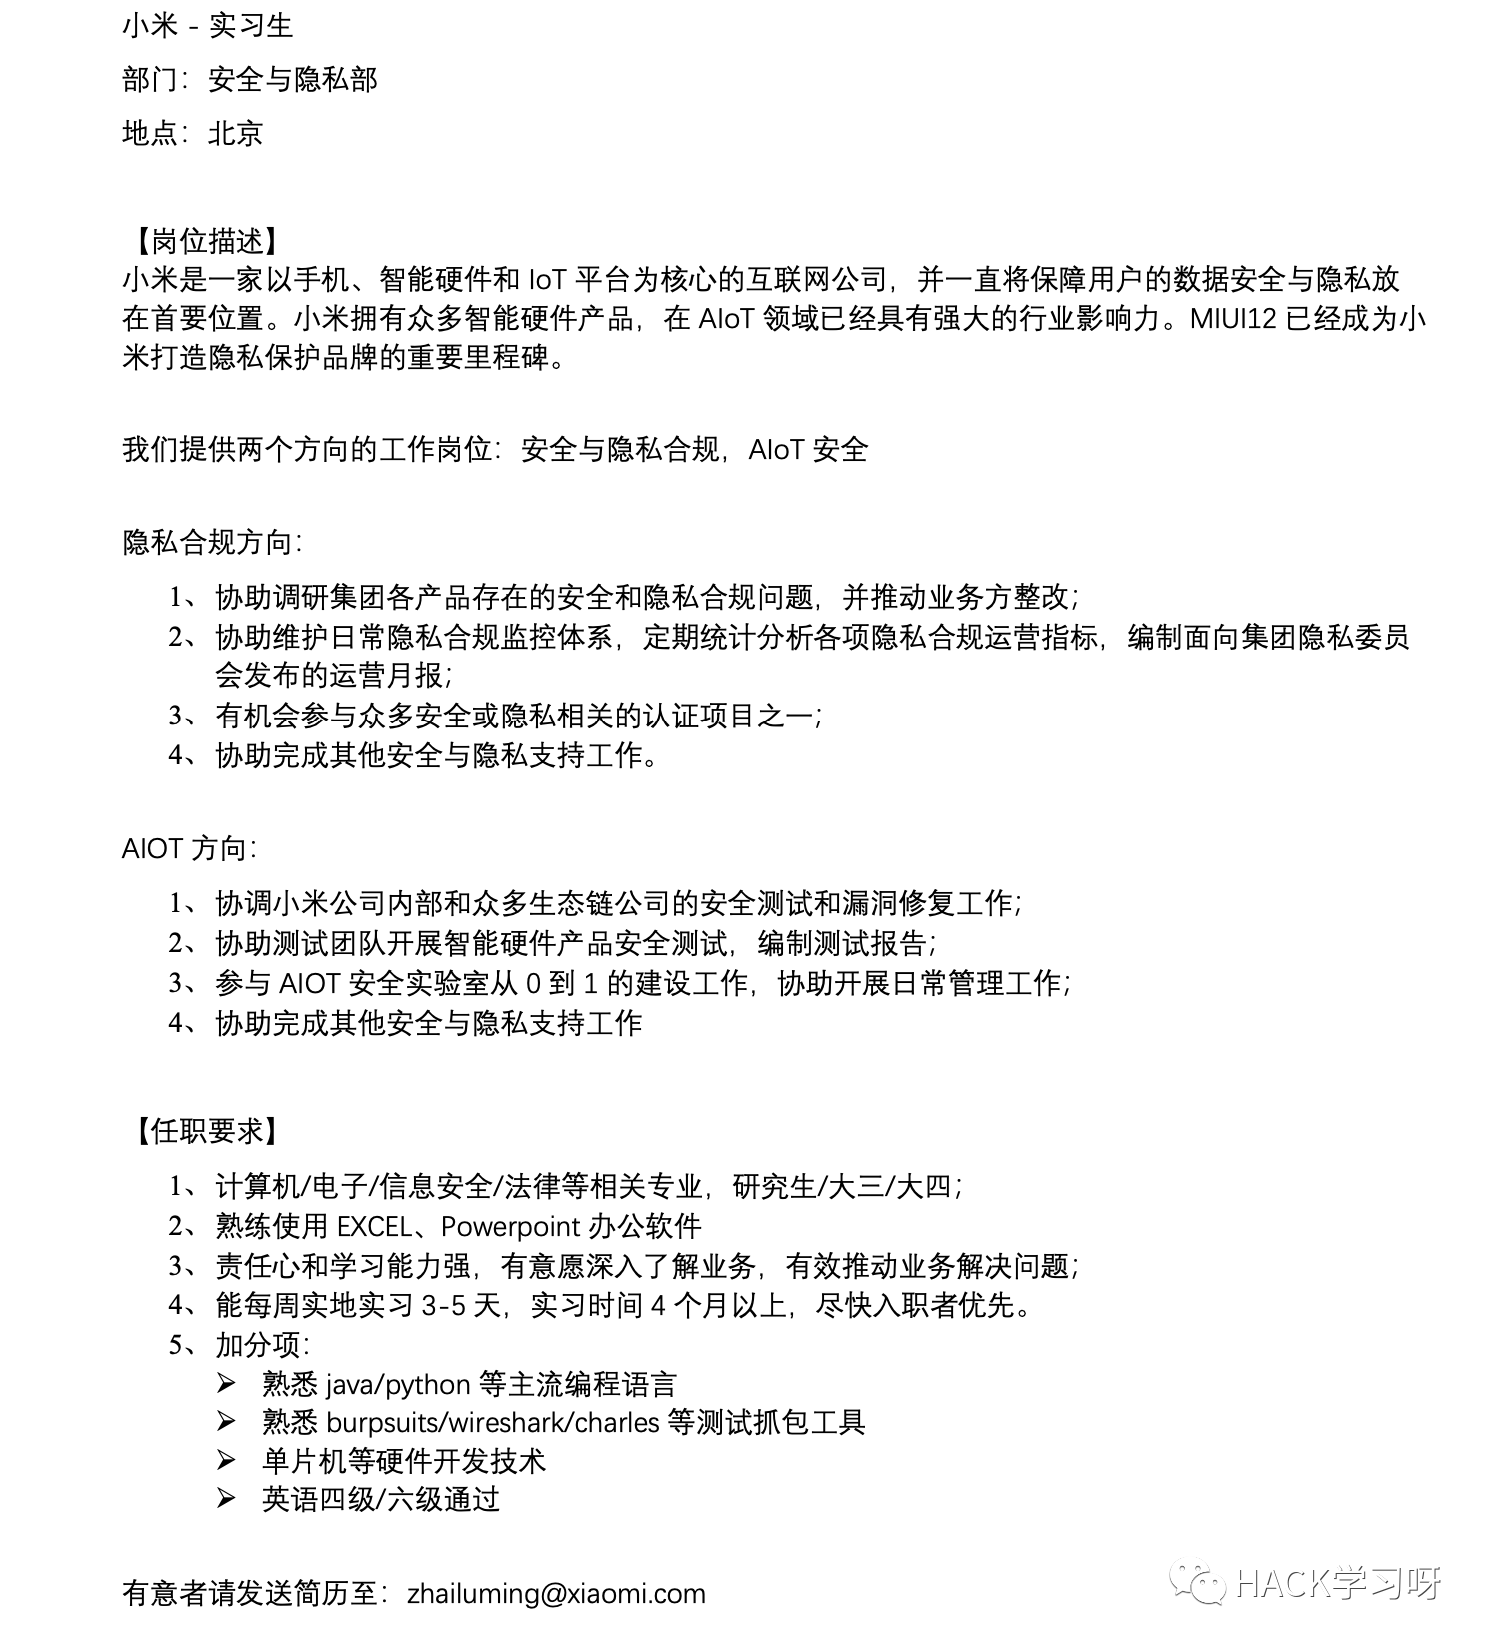 小米 - 实习生
部门：安全与隐私部
地点：北京
【岗位描述】
小米是一家以手机、智能硬件和 IoT 平台为核心的互联网公司，并一直将保障用户的数据安全与隐私放
在首要位置。小米拥有众多智能硬件产品，在 AIoT 领域已经具有强大的行业影响力。MIUI12 已经成为小
米打造隐私保护品牌的重要里程碑。
我们提供两个方向的工作岗位：安全与隐私合规，AIoT 安全
隐私合规方向：
1、 协助调研集团各产品存在的安全和隐私合规问题，并推动业务方整改；
2、 协助维护日常隐私合规监控体系，定期统计分析各项隐私合规运营指标，编制面向集团隐私委员
会发布的运营月报；
3、 有机会参与众多安全或隐私相关的认证项目之一；
4、 协助完成其他安全与隐私支持工作。
AIOT 方向：
1、 协调小米公司内部和众多生态链公司的安全测试和漏洞修复工作；
2、 协助测试团队开展智能硬件产品安全测试，编制测试报告；
3、 参与 AIOT 安全实验室从 0 到 1 的建设工作，协助开展日常管理工作；
4、 协助完成其他安全与隐私支持工作
【任职要求】
1、 计算机/电子/信息安全/法律等相关专业，研究生/大三/大四；
2、 熟练使用 EXCEL、Powerpoint 办公软件
3、 责任心和学习能力强，有意愿深入了解业务，有效推动业务解决问题；
4、 能每周实地实习 3-5 天，实习时间 4 个月以上，尽快入职者优先。
5、 加分项：
➢ 熟悉 java/python 等主流编程语言
➢ 熟悉 burpsuits/wireshark/charles 等测试抓包工具
➢ 单片机等硬件开发技术
➢ 英语四级/六级通过
有意者请发送简历至：zhailuming@xiaomi.com
HACK学习呀